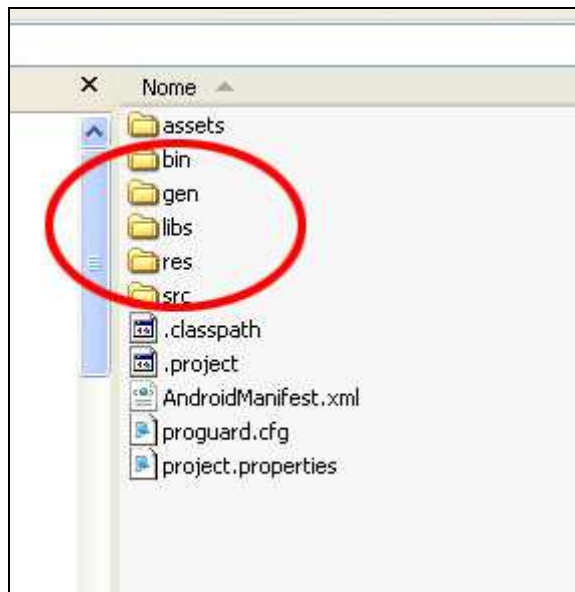 Nome
assets
bin
gen
libs
res
src
.classpath
.project
AndroidManifest.xml
proguard.cfg
project.properties